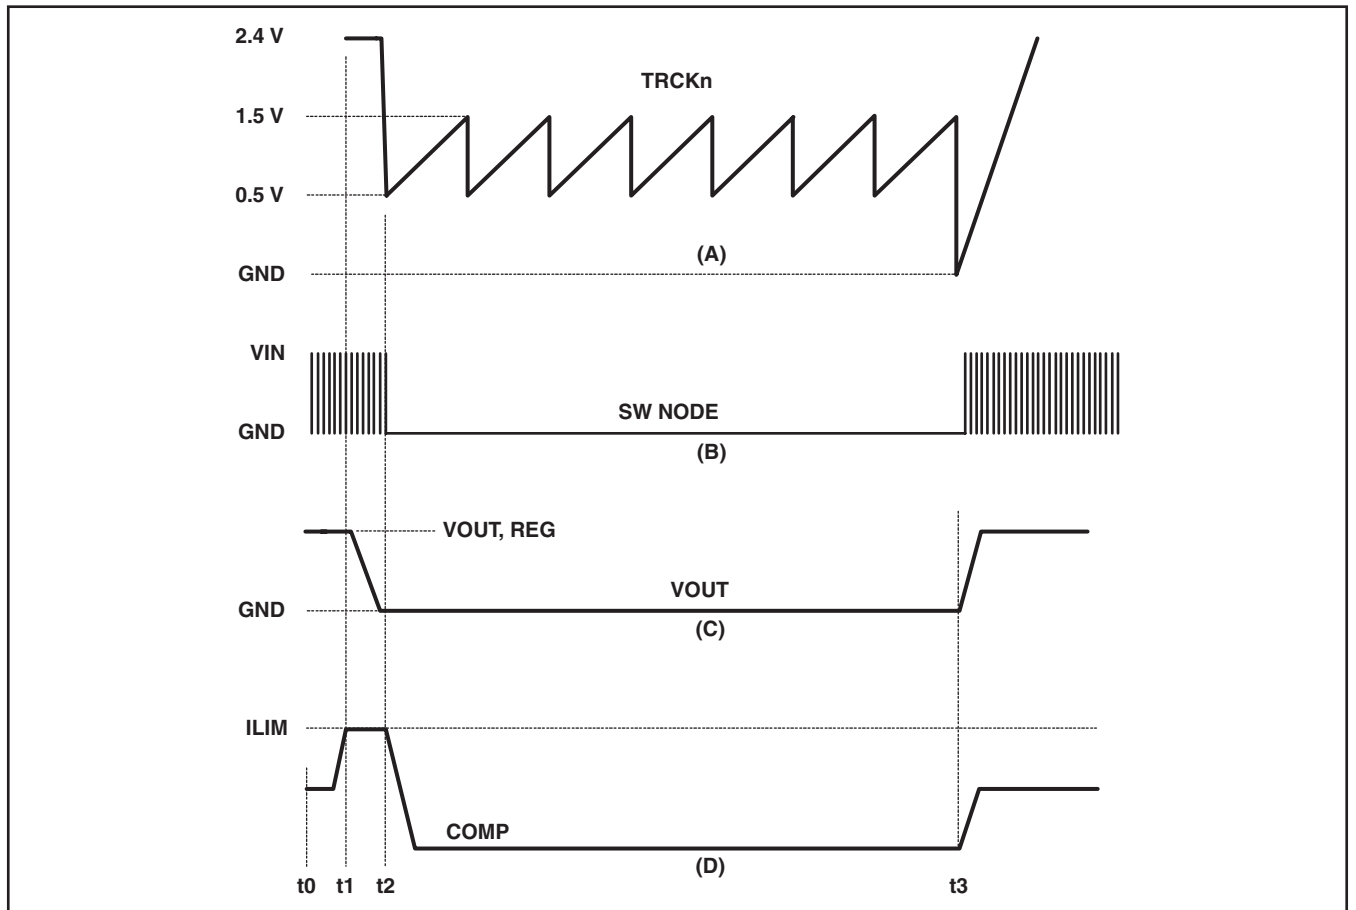 2.4 V
TRCKn
1.5 V
0.5 V
(A)
GND
VIN
SW NODE
GND
(B)
VOUT, REG
VOUT
GND
(C)
ILIM
COMP
(D)
t0 t1 t2 t3